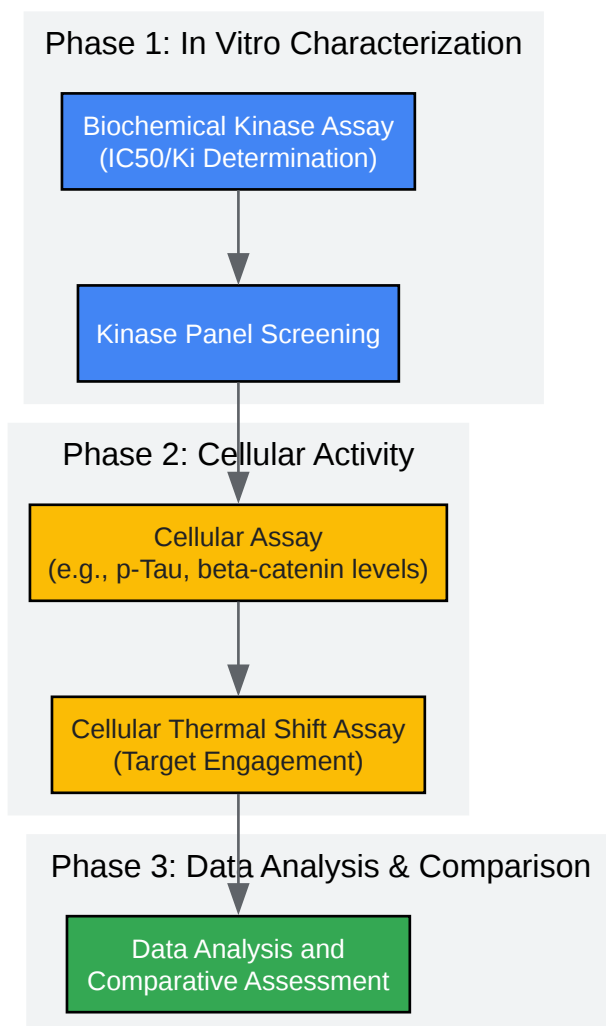 Phase 1: In Vitro Characterization
Biochemical Kinase Assay
(IC50/Ki Determination)
Kinase Panel Screening
Phase 2: Cellular Activity
Cellular Assay
(e.g., p-Tau, beta-catenin levels)
Cellular Thermal Shift Assay
(Target Engagement)
Phase 3: Data Analysis & Comparison
Data Analysis and
Comparative Assessment